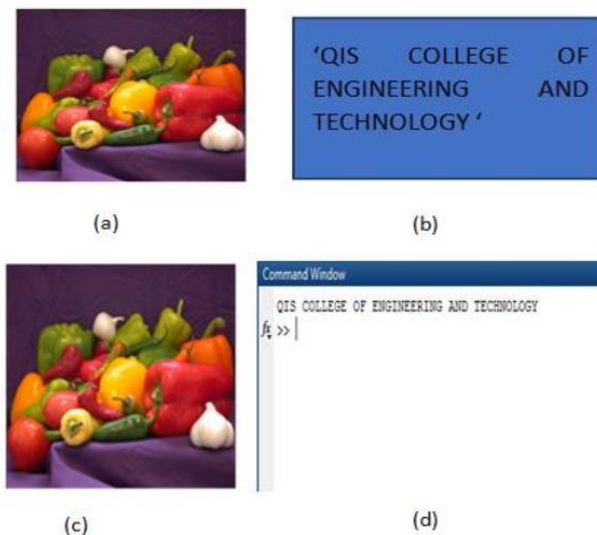 ‘QIS COLLEGE OF
ENGINEERING AND
TECHNOLOGY ‘
(a)
(b)
Command Window
QIS COLLEGE OF ENGINEERING AND TECHNOLOGY
fx >>
(c)
(d)